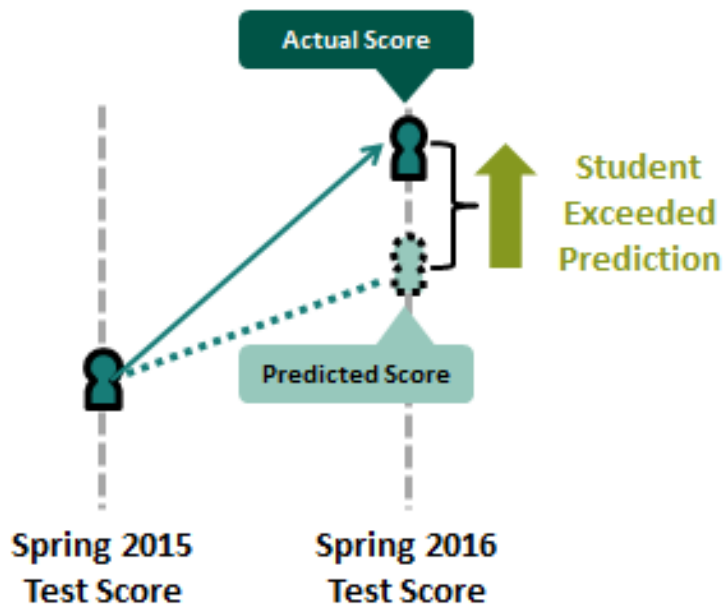 Actual Score
Student
Exceeded
Prediction
Predicted Score
Spring 2015
Test Score
Spring 2016
Test Score